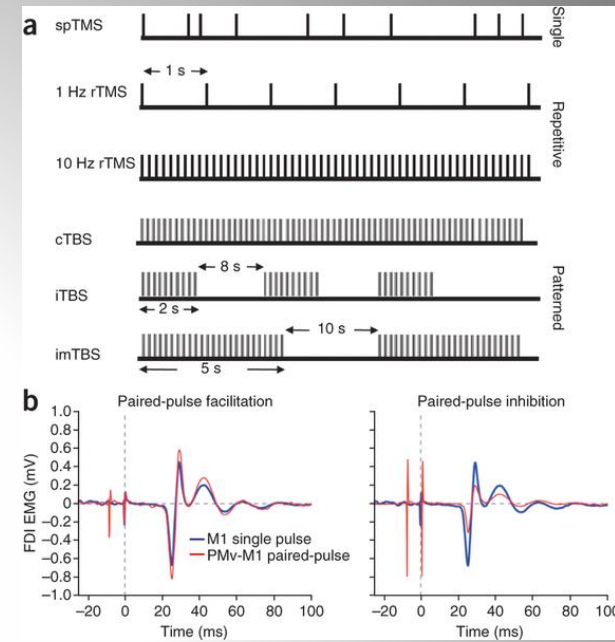 a
spTMS
Single
1 s
1 Hz rTMS
Repetitive
10 Hz rTMS
cTBS
8 s
iTBS
Patterned
2 s
10 s
imTBS
5 s
b
Paired-pulse facilitation
Paired-pulse inhibition
FDI EMG (mV)
1.0
0.8
0.6
0.4
0.2
0
−0.2
−0.4
−0.6
−0.8
−1.0
M1 single pulse
PMv-M1 paired-pulse
−20 0 20 40 60 80 100
−20 0 20 40 60 80 100
Time (ms)
Time (ms)